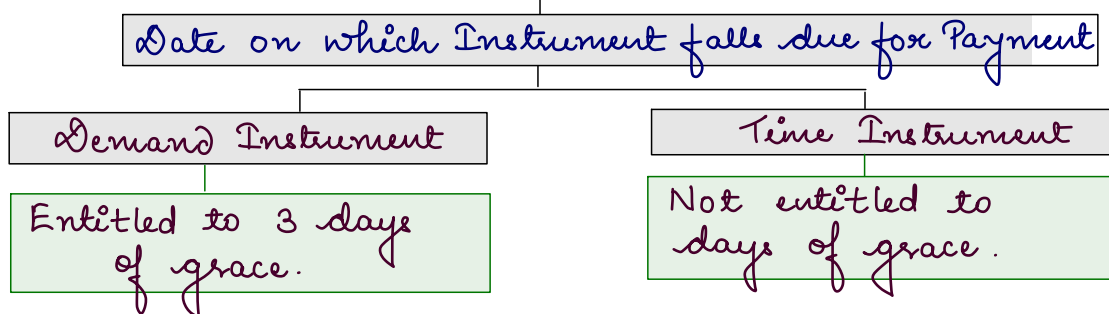 Date on which Instrument falls due for Payment
Demand Instrument
Time Instrument
Entitled to 3 days
of grace.
Not entitled to
days of grace.